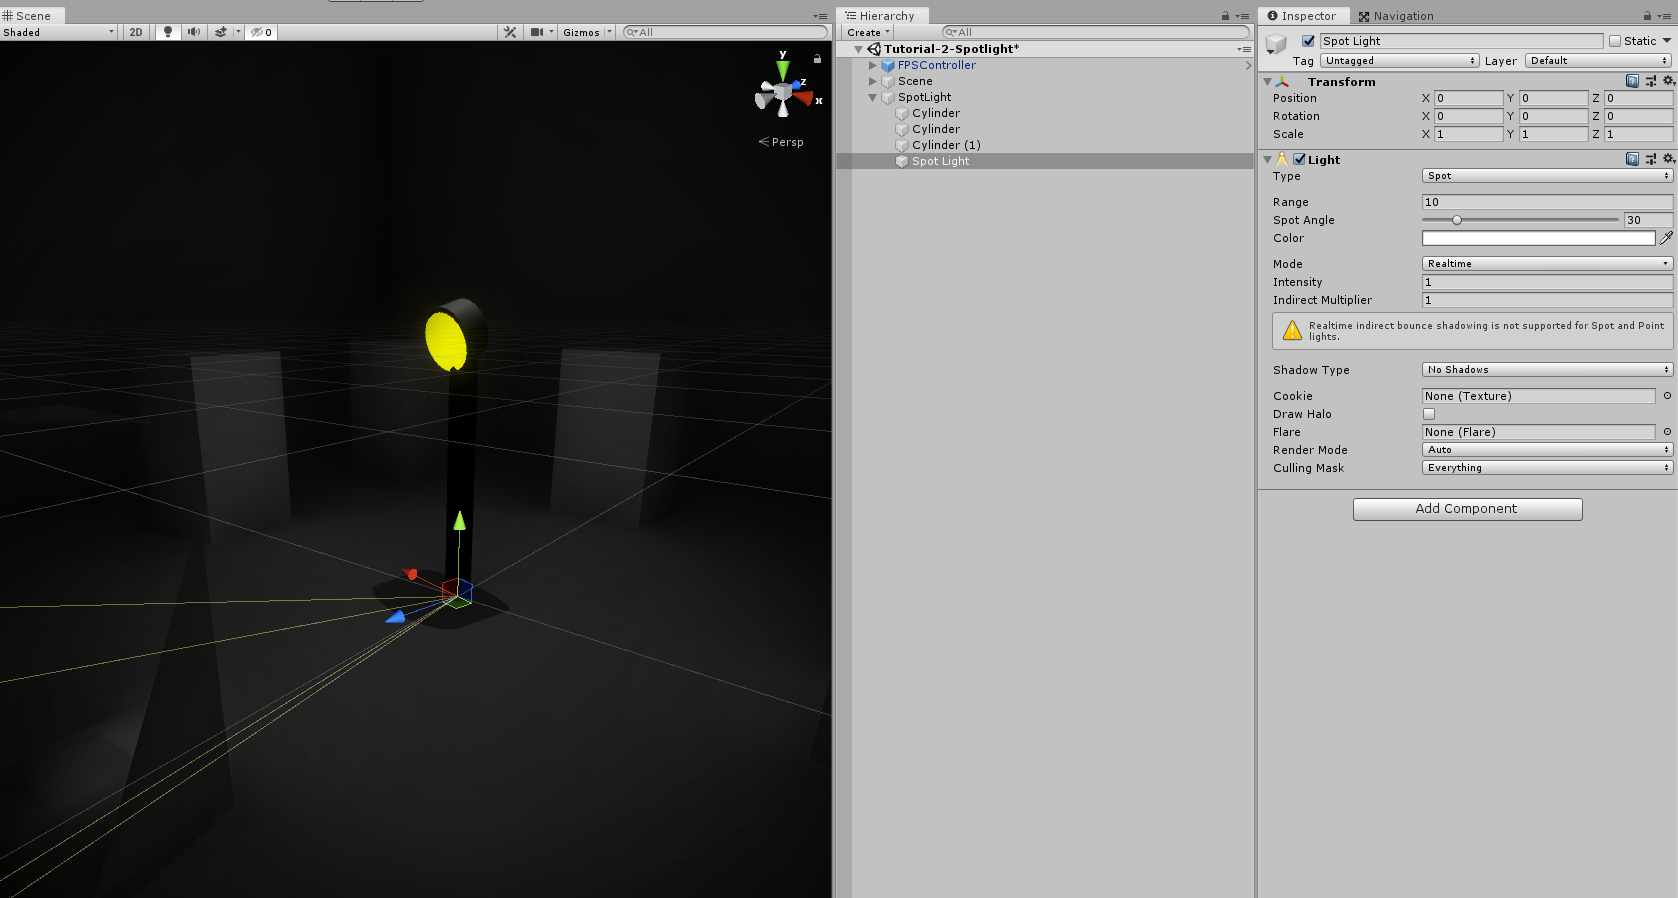 Scene
Shaded
2D
0
Gizmos
All
y
z
x
Persp
Hierarchy
Create
All
Tutorial-2-Spotlight*
FPSController
Scene
SpotLight
Cylinder
Cylinder
Cylinder (1)
Spot Light
Inspector
Navigation
Spot Light
Static
Tag
Untagged
Layer
Default
Transform
Position
X 0 Y 0 Z 0
Rotation
X 0 Y 0 Z 0
Scale
X 1 Y 1 Z 1
Light
Type
Spot
Range
10
Spot Angle
30
Color
Mode
Realtime
Intensity
1
Indirect Multiplier
1
Realtime indirect bounce shadowing is not supported for Spot and Point
lights.
Shadow Type
No Shadows
Cookie
None (Texture)
Draw Halo
Flare
None (Flare)
Render Mode
Auto
Culling Mask
Everything
Add Component